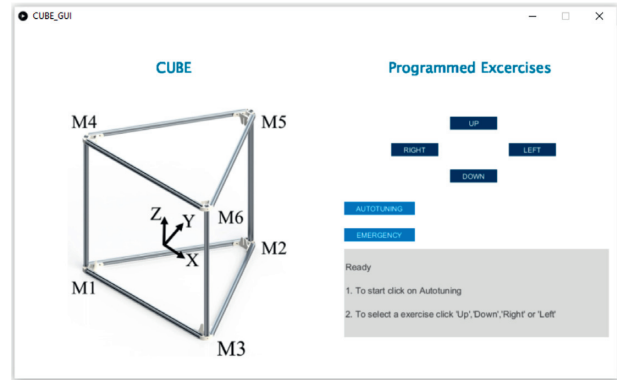 CUBE_GUI
CUBE
Programmed Excercises
M4
M5
M6
Z
Y
X
M2
M1
M3
UP
RIGHT
LEFT
DOWN
AUTOTUNING
EMERGENCY
Ready
1. To start click on Autotuning
2. To select a exercise click 'Up','Down','Right' or 'Left'